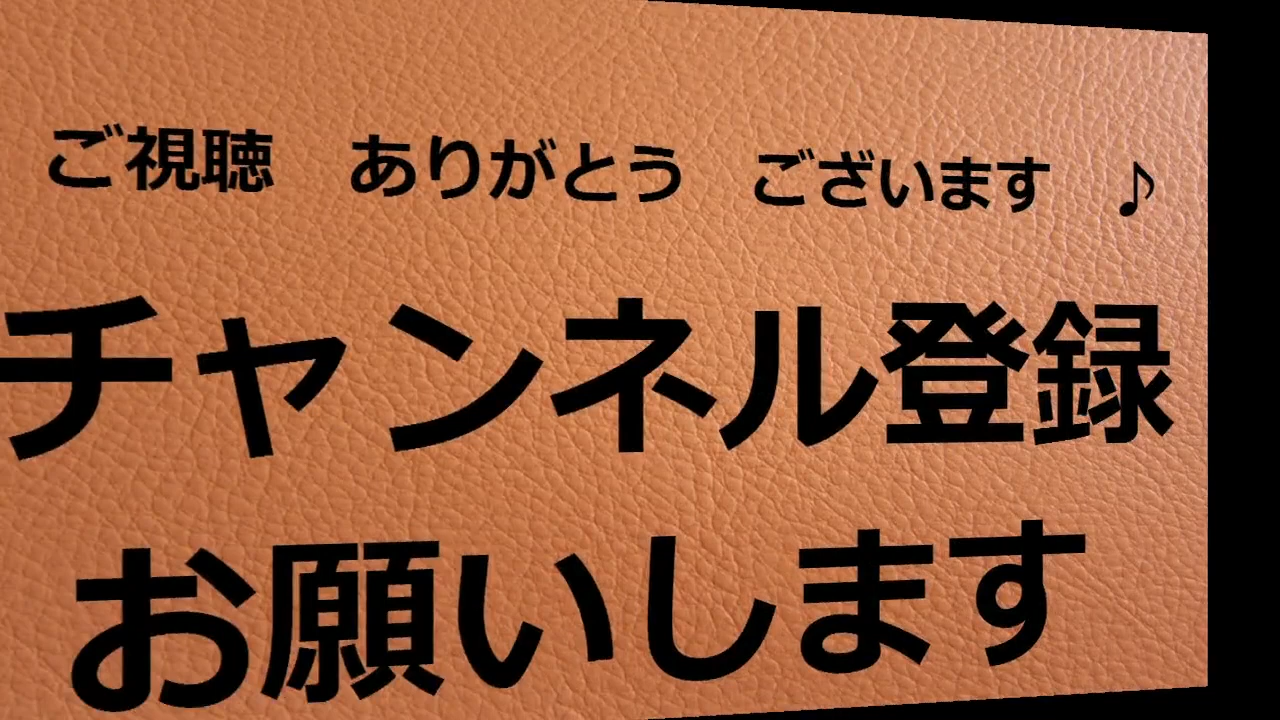 ご視聴　ありがとう　ございます　♪
チャンネル登録
お願いします